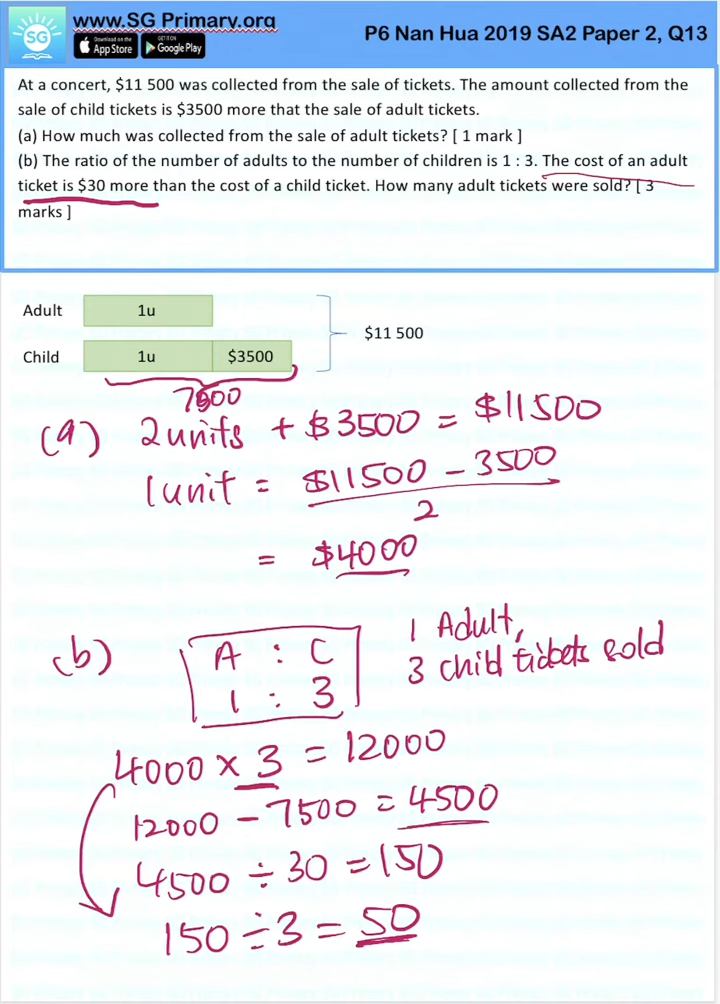 www.SG Primary.org
SG
Download on the App Store
GET IT ON Google Play
P6 Nan Hua 2019 SA2 Paper 2, Q13
At a concert, $11 500 was collected from the sale of tickets. The amount collected from the
sale of child tickets is $3500 more that the sale of adult tickets.
(a) How much was collected from the sale of adult tickets? [ 1 mark ]
(b) The ratio of the number of adults to the number of children is 1 : 3. The cost of an adult
ticket is $30 more than the cost of a child ticket. How many adult tickets were sold? [ 3
marks ]
Adult 1u
$11 500
Child 1u $3500
7500
(a) 2units + $3500 = $11500
1 unit = $11500 - 3500
2
= $4000
(b) A : C
1 : 3
1 Adult,
3 child tickets sold
4000 x 3 = 12000
12000 - 7500 = 4500
4500 ÷ 30 = 150
150 ÷ 3 = 50